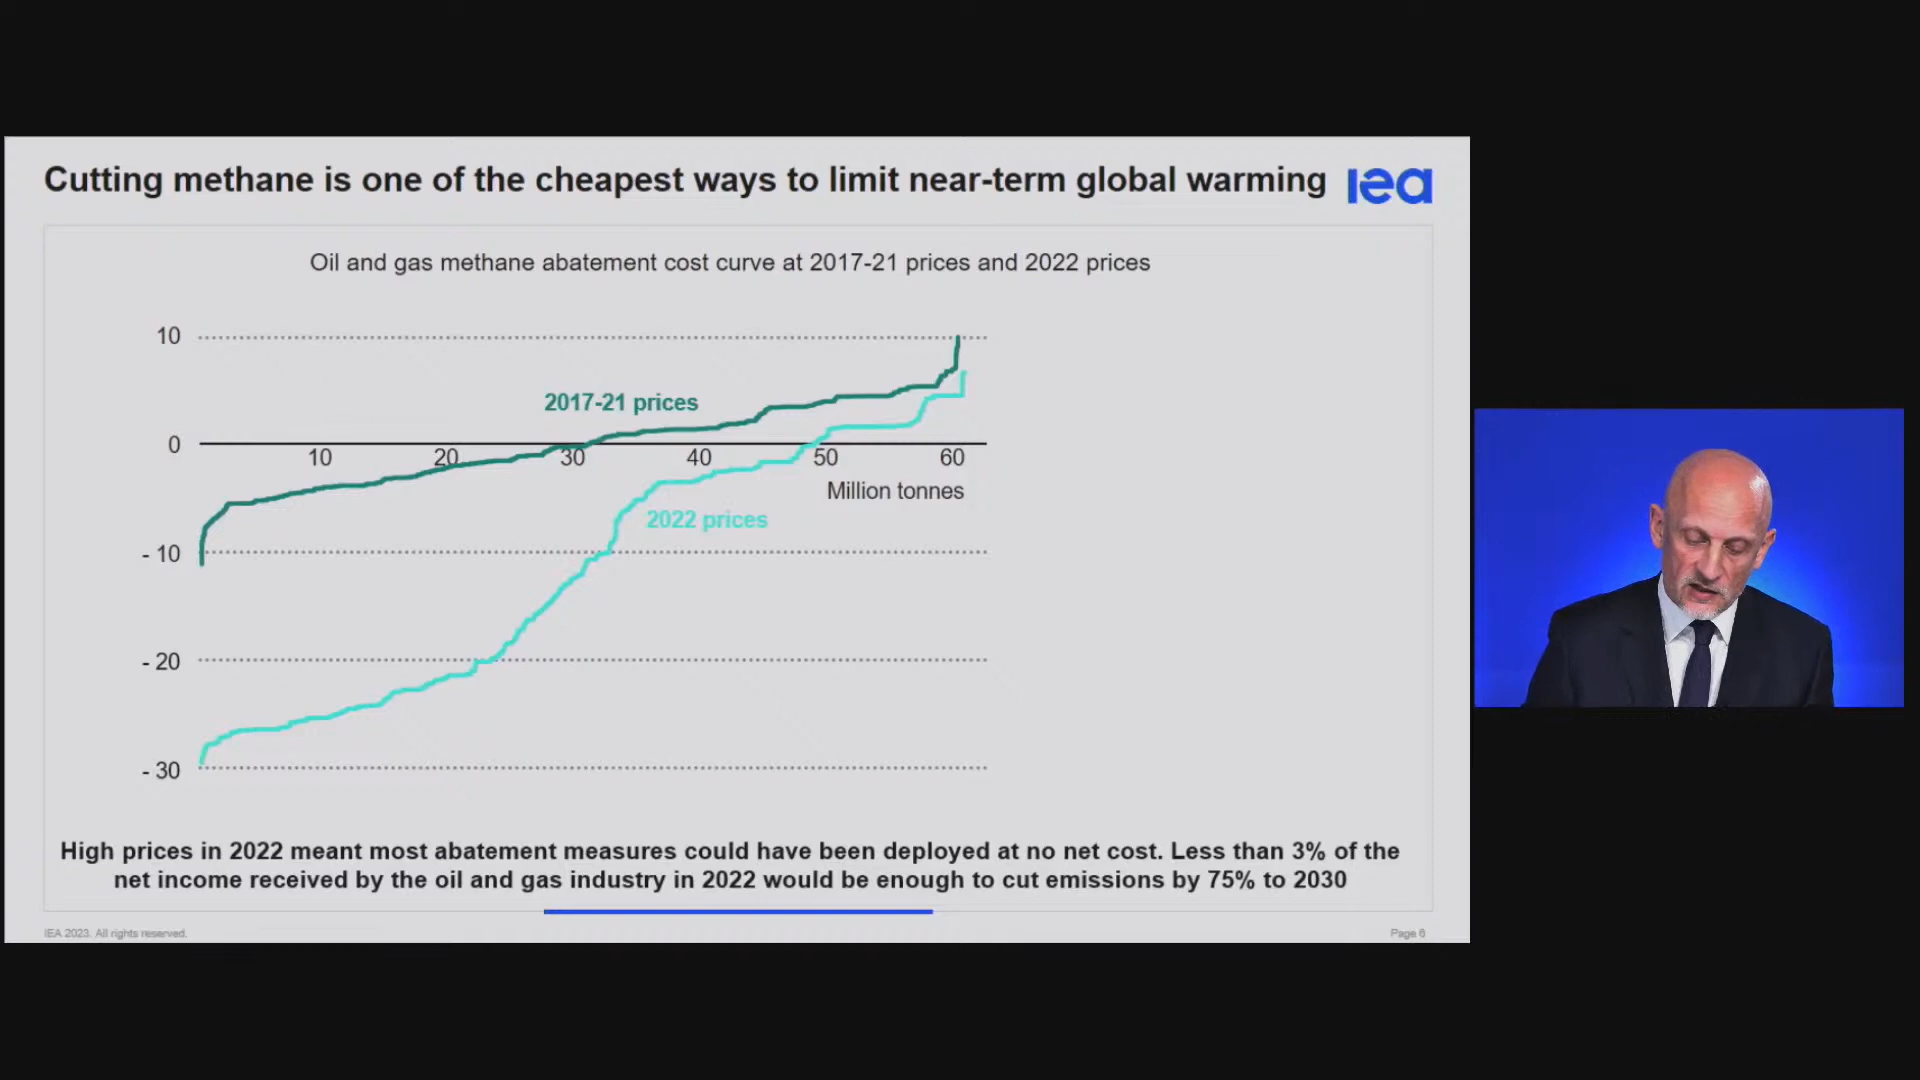 Cutting methane is one of the cheapest ways to limit near-term global warming
iea
Oil and gas methane abatement cost curve at 2017-21 prices and 2022 prices
10
2017-21 prices
0
10 20 30 40 50 60
Million tonnes
2022 prices
- 10
- 20
- 30
High prices in 2022 meant most abatement measures could have been deployed at no net cost. Less than 3% of the
net income received by the oil and gas industry in 2022 would be enough to cut emissions by 75% to 2030
IEA 2023. All rights reserved.
Page 6